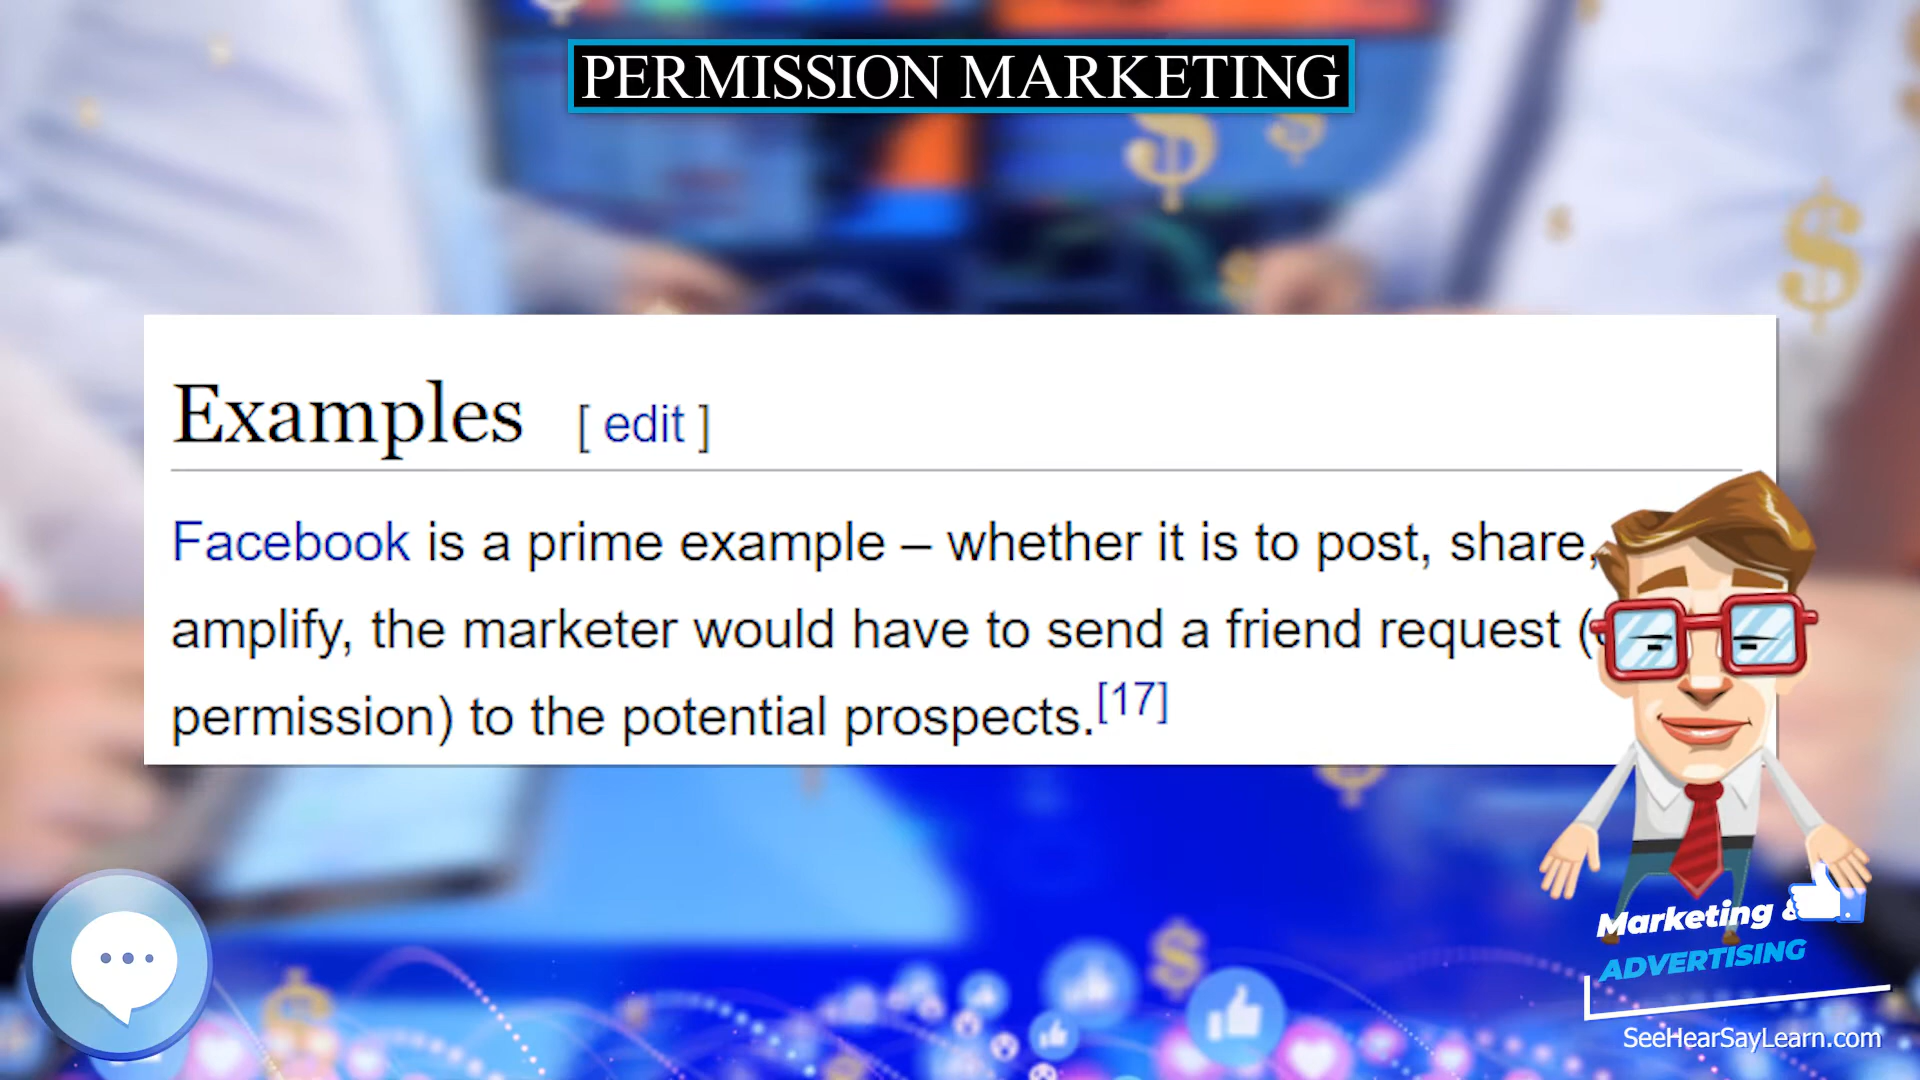 PERMISSION MARKETING
Examples [ edit ]
Facebook is a prime example – whether it is to post, share,
amplify, the marketer would have to send a friend request (
permission) to the potential prospects.[17]
Marketing &
ADVERTISING
SeeHearSayLearn.com